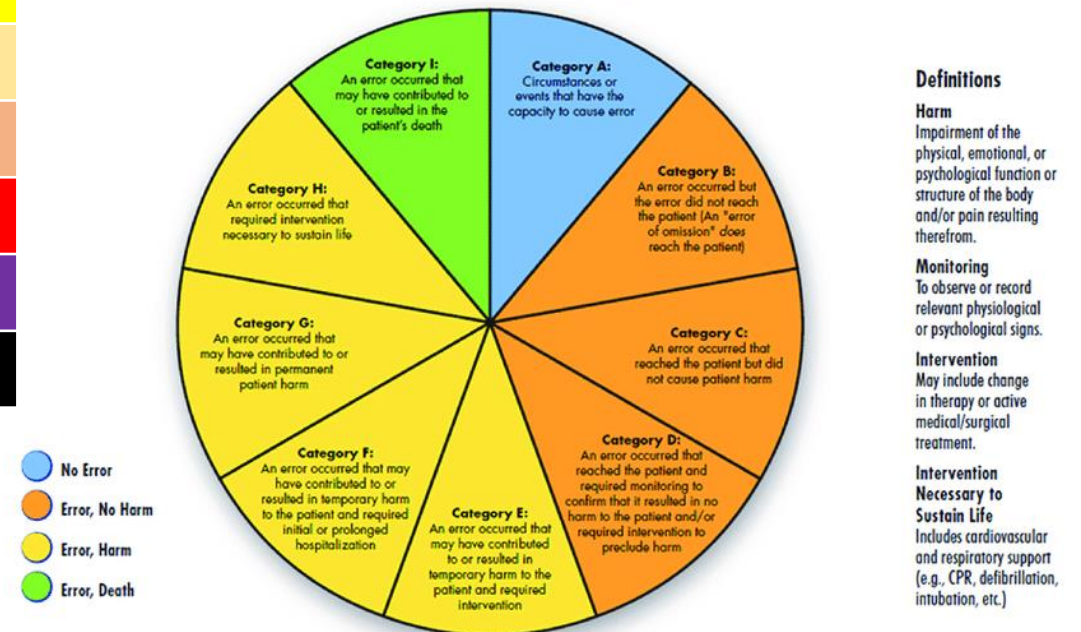 Category I:
An error occurred that
may have contributed to
or resulted in the
patient's death
Category A:
Circumstances or
events that have the
capacity to cause error
Category B:
An error occurred but
the error did not reach
the patient (An "error
of omission" does
reach the patient)
Category C:
An error occurred that
reached the patient but did
not cause patient harm
Category D:
An error occurred that
reached the patient and
required monitoring to
confirm that it resulted in no
harm to the patient and/or
required intervention to
preclude harm
Category E:
An error occurred that
may have contributed
to or resulted in
temporary harm to the
patient and required
intervention
Category F:
An error occurred that may
have contributed to or
resulted in temporary harm
to the patient and required
initial or prolonged
hospitalization
Category G:
An error occurred that
may have contributed to or
resulted in permanent
patient harm
Category H:
An error occurred that
required intervention
necessary to sustain life
No Error
Error, No Harm
Error, Harm
Error, Death
Definitions
Harm
Impairment of the
physical, emotional, or
psychological function or
structure of the body
and/or pain resulting
therefrom.
Monitoring
To observe or record
relevant physiological
or psychological signs.
Intervention
May include change
in therapy or active
medical/surgical
treatment.
Intervention
Necessary to
Sustain Life
Includes cardiovascular
and respiratory support
(e.g., CPR, defibrillation,
intubation, etc.)